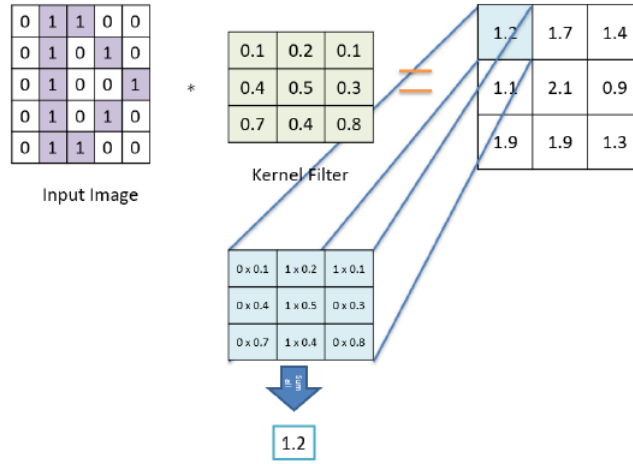 0 1 1 0 0
0 1 0 1 0
0 1 0 0 1
0 1 0 1 0
0 1 1 0 0
Input Image
*
0.1 0.2 0.1
0.4 0.5 0.3
0.7 0.4 0.8
Kernel Filter
=
1.2 1.7 1.4
1.1 2.1 0.9
1.9 1.9 1.3
0 x 0.1 1 x 0.2 1 x 0.1
0 x 0.4 1 x 0.5 0 x 0.3
0 x 0.7 1 x 0.4 0 x 0.8
sum
all
1.2